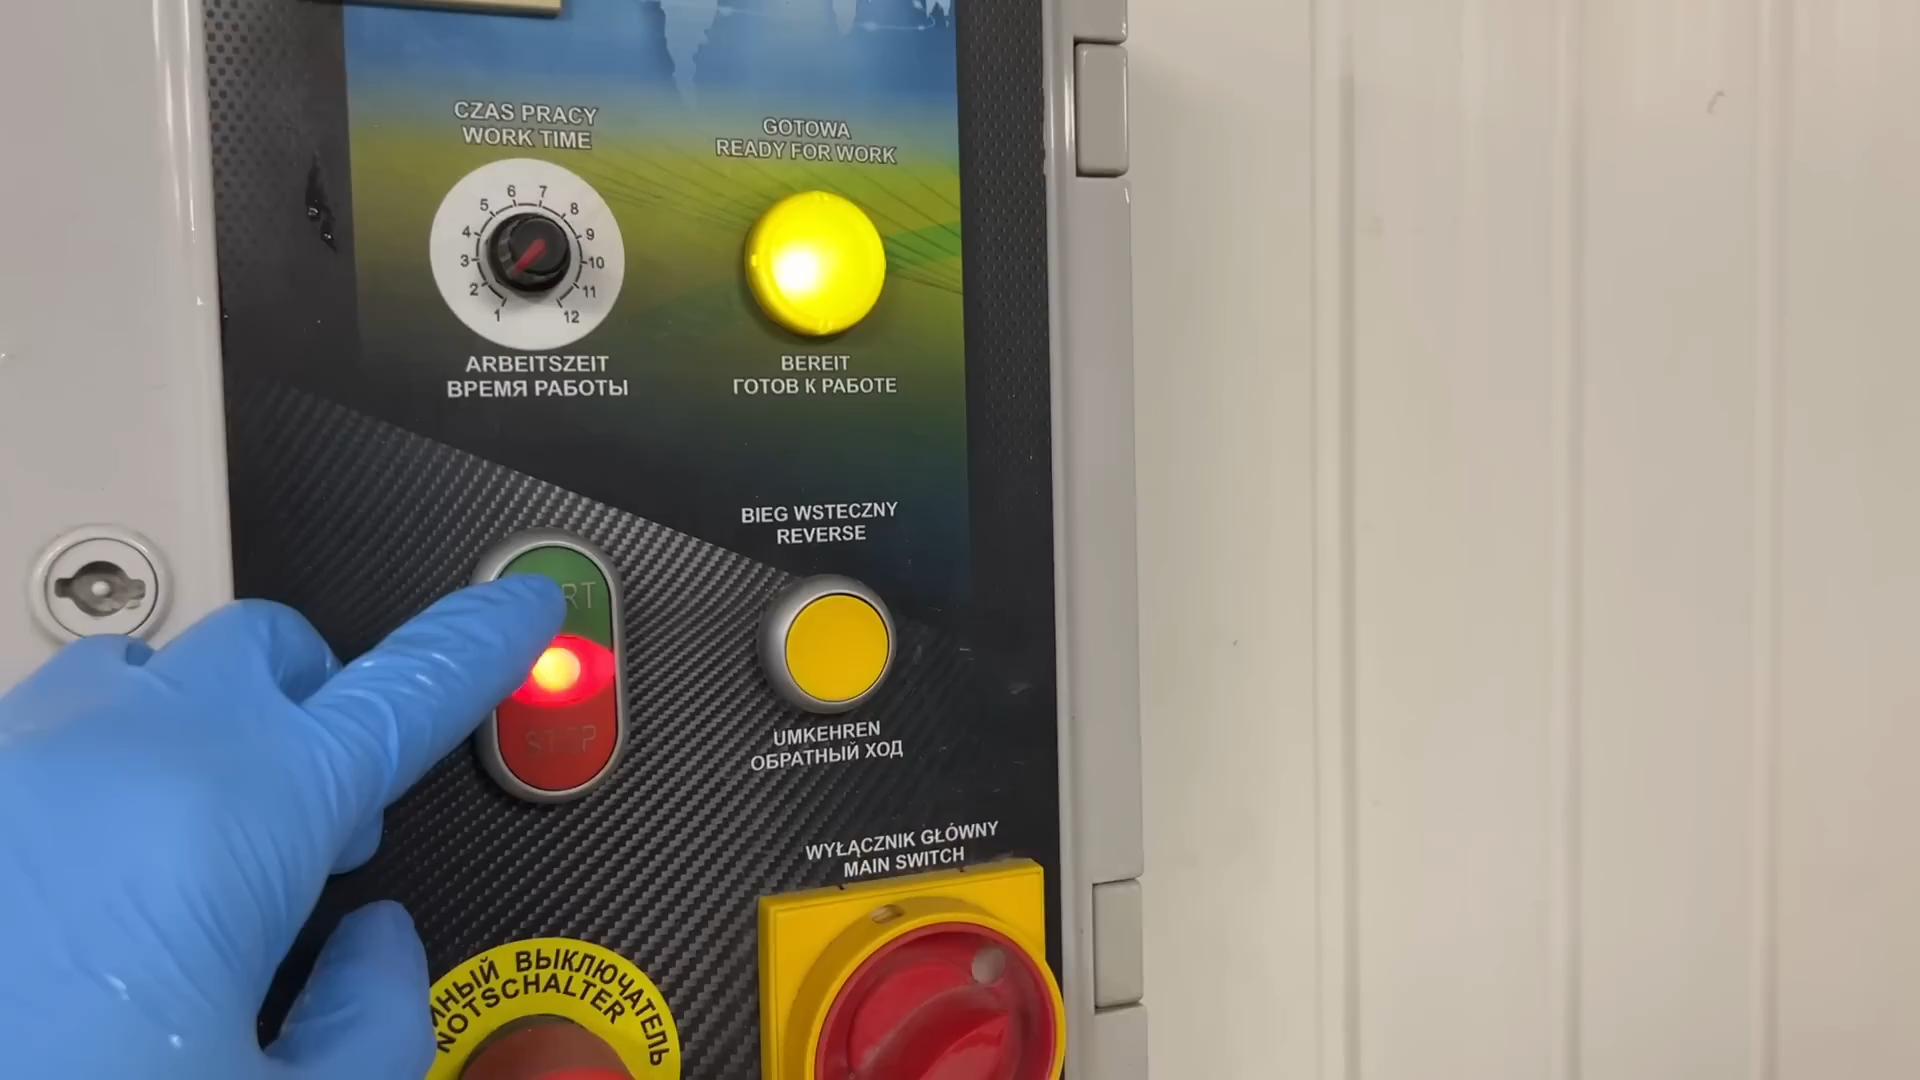 CZAS PRACY
WORK TIME
1 2 3 4 5 6 7 8 9 10 11 12
ARBEITSZEIT
ВРЕМЯ РАБОТЫ
GOTOWA
READY FOR WORK
BEREIT
ГОТОВ К РАБОТЕ
STOP
BIEG WSTECZNY
REVERSE
UMKEHREN
ОБРАТНЫЙ ХОД
WYŁĄCZNIK GŁÓWNY
MAIN SWITCH
ВЫКЛЮЧАТЕЛЬ
NOTSCHALTER